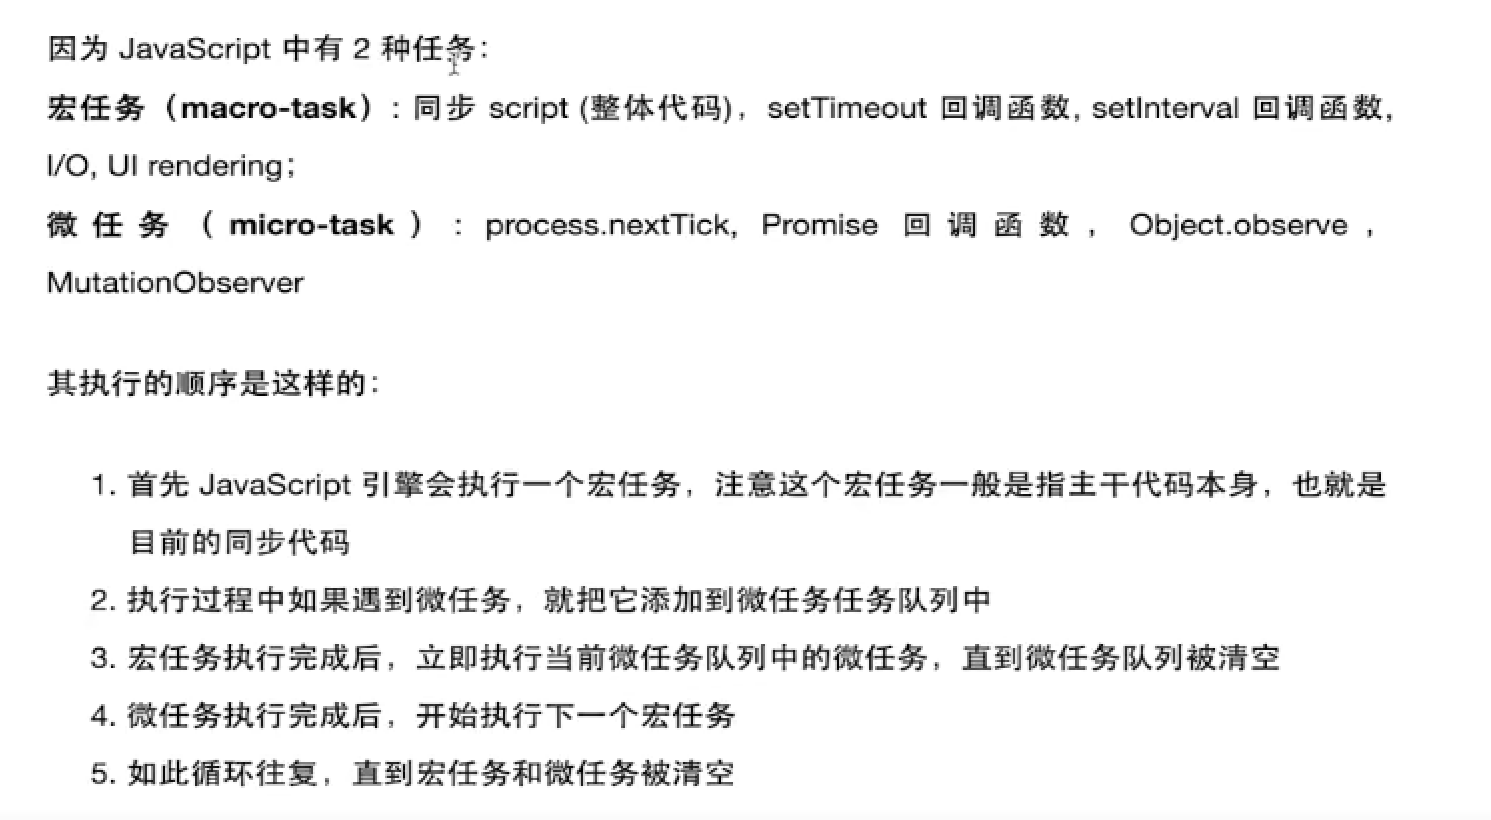 因为 JavaScript 中有 2 种任务：
宏任务（macro-task）: 同步 script (整体代码)，setTimeout 回调函数, setInterval 回调函数,
I/O, UI rendering；
微任务（micro-task）: process.nextTick, Promise 回调函数，Object.observe，
MutationObserver
其执行的顺序是这样的：
1. 首先 JavaScript 引擎会执行一个宏任务，注意这个宏任务一般是指主干代码本身，也就是
目前的同步代码
2. 执行过程中如果遇到微任务，就把它添加到微任务任务队列中
3. 宏任务执行完成后，立即执行当前微任务队列中的微任务，直到微任务队列被清空
4. 微任务执行完成后，开始执行下一个宏任务
5. 如此循环往复，直到宏任务和微任务被清空